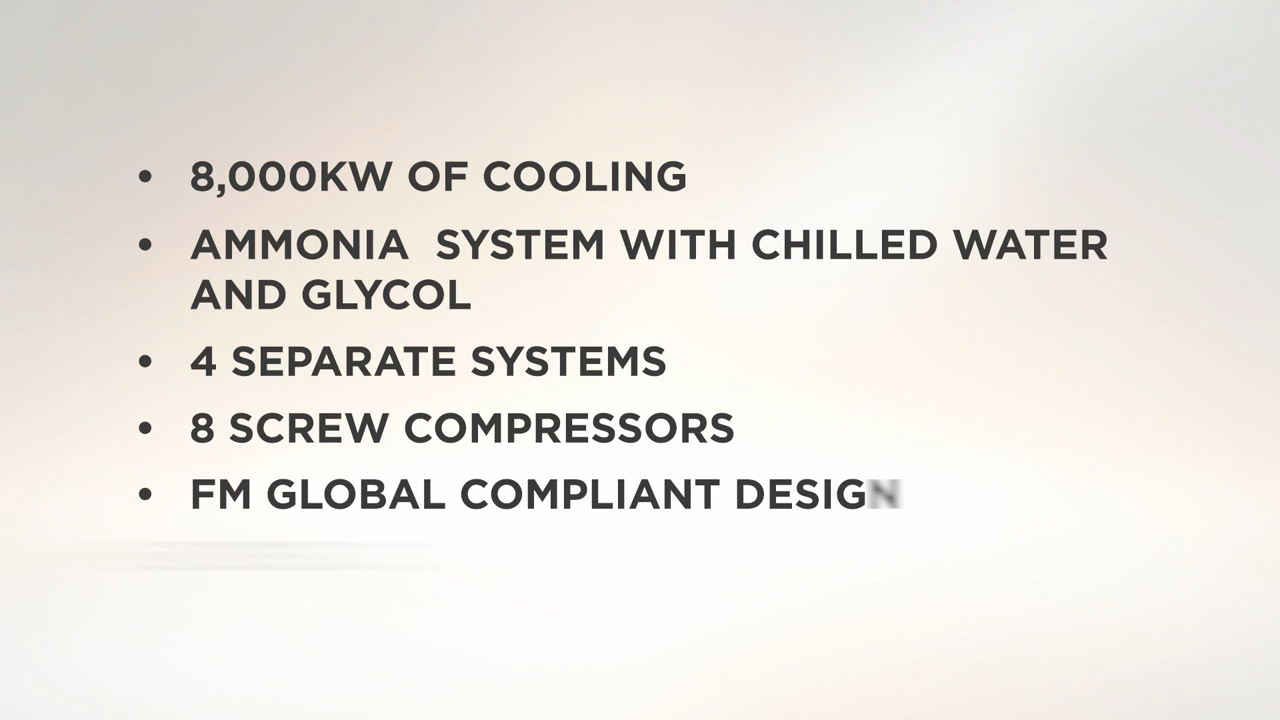 • 8,000KW OF COOLING
• AMMONIA  SYSTEM WITH CHILLED WATER
AND GLYCOL
• 4 SEPARATE SYSTEMS
• 8 SCREW COMPRESSORS
• FM GLOBAL COMPLIANT DESIGN